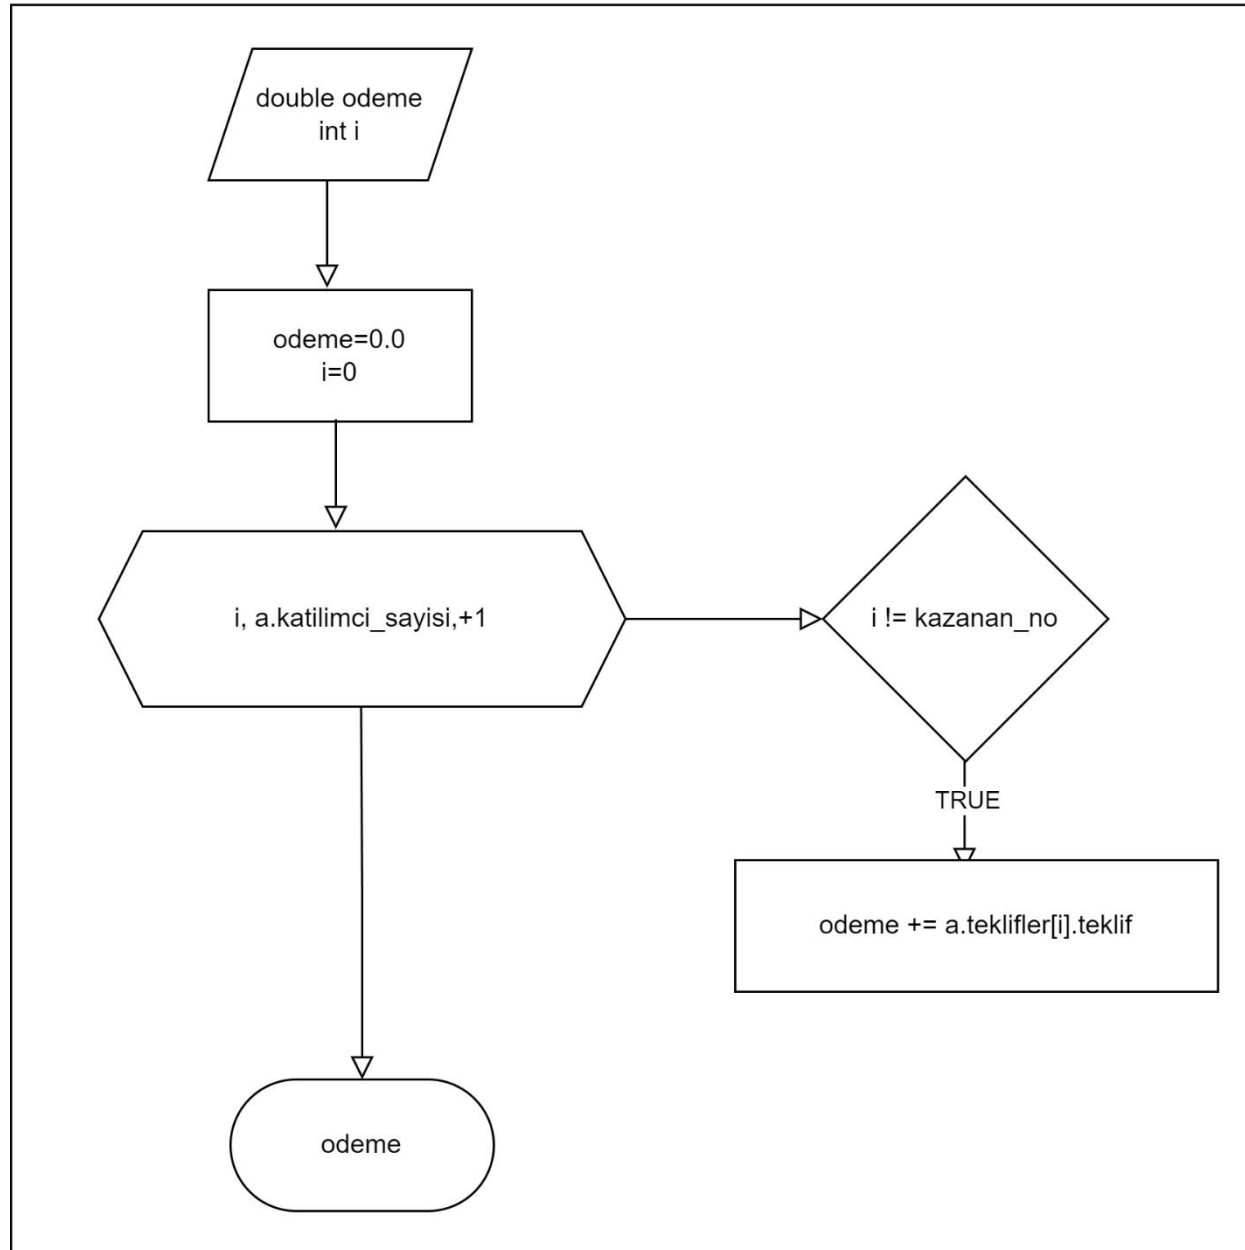 double odeme
int i
odeme=0.0
i=0
i, a.katilimci_sayisi,+1
i != kazanan_no
TRUE
odeme += a.teklifler[i].teklif
odeme